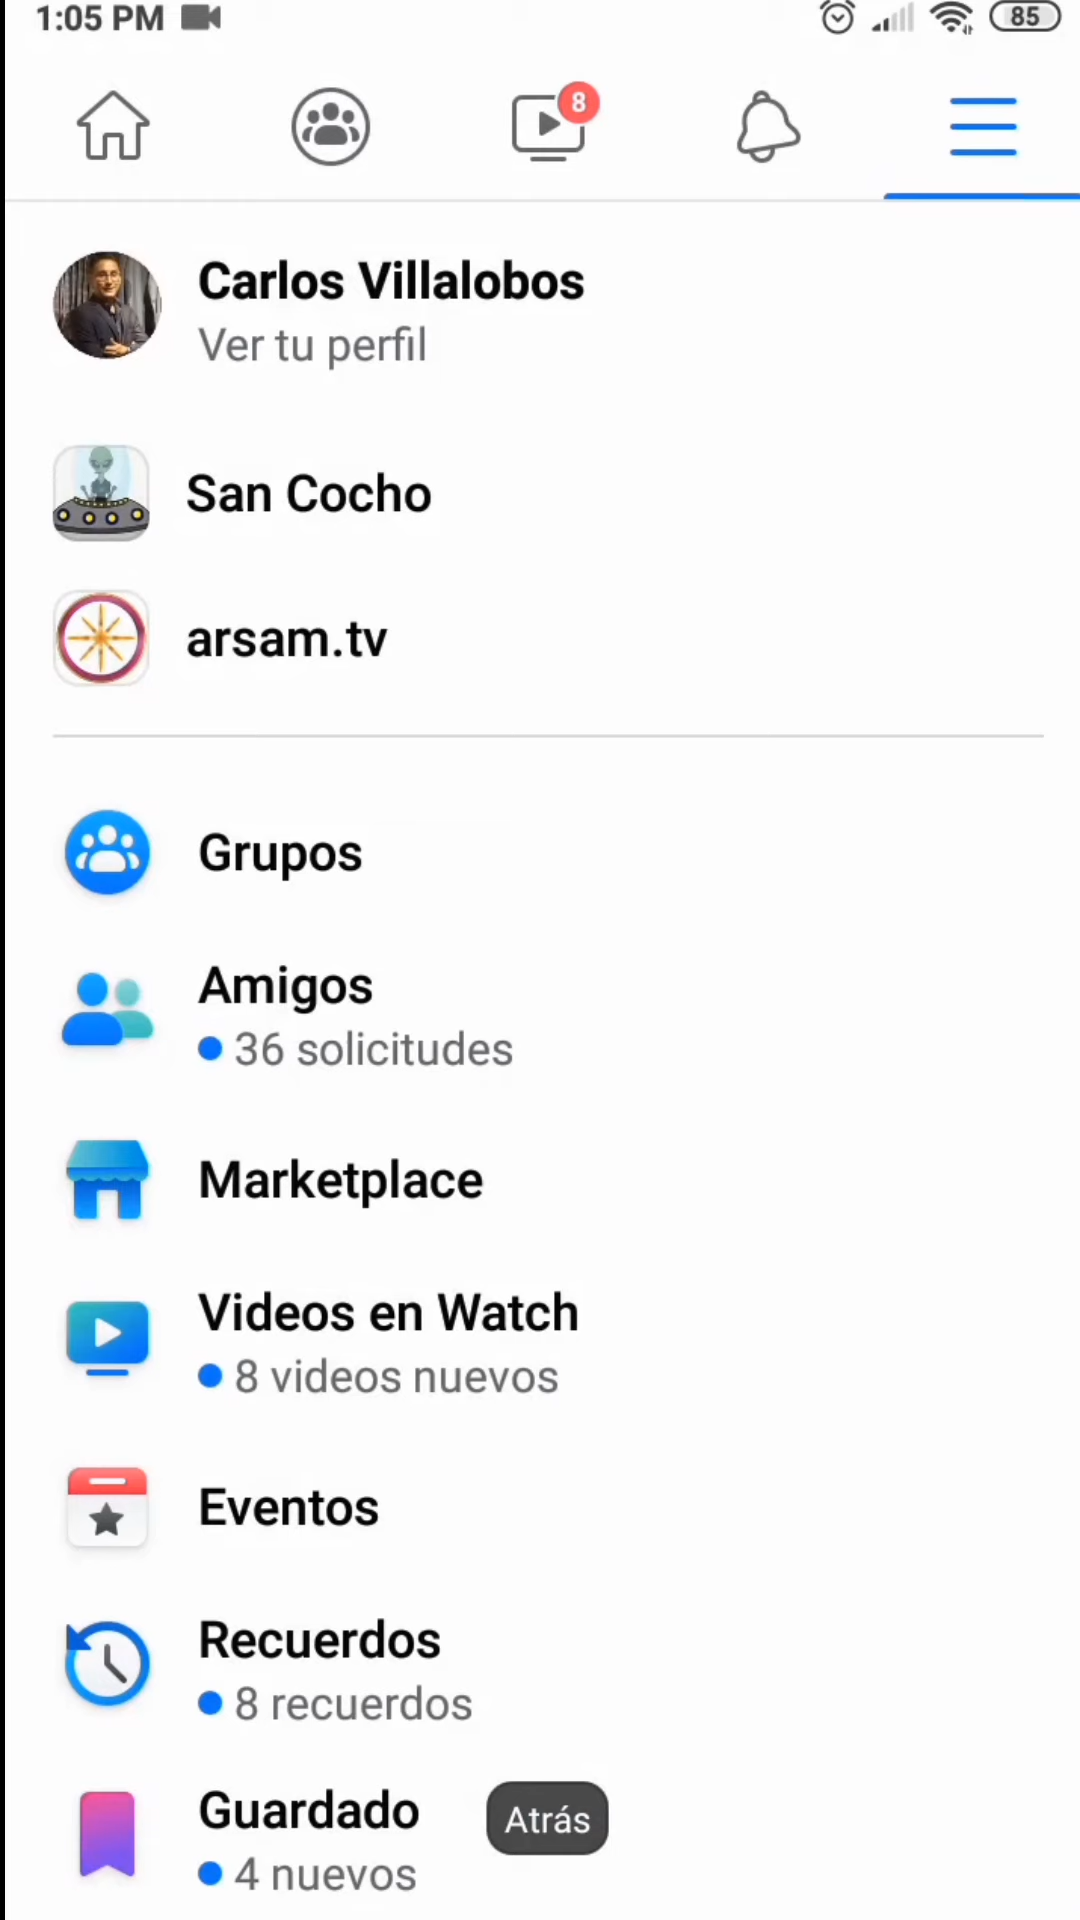 1:05 PM
85
8
Carlos Villalobos
Ver tu perfil
San Cocho
arsam.tv
Grupos
Amigos
36 solicitudes
Marketplace
Videos en Watch
8 videos nuevos
Eventos
Recuerdos
8 recuerdos
Guardado
Atrás
4 nuevos